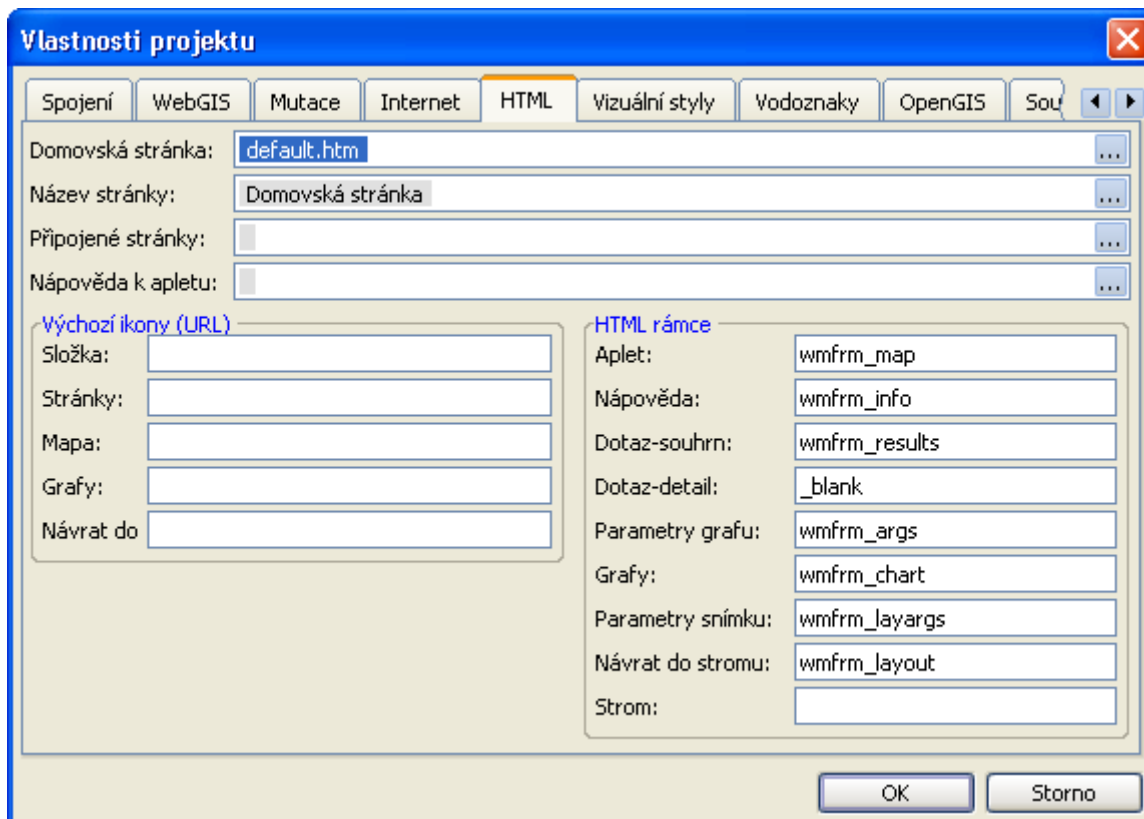 Vlastnosti projektu
Spojení WebGIS Mutace Internet HTML Vizuální styly Vodoznaky OpenGIS Sou
Domovská stránka: default.htm ...
Název stránky: Domovská stránka ...
Připojené stránky: ...
Nápověda k apletu: ...
Výchozí ikony (URL)
Složka:
Stránky:
Mapa:
Grafy:
Návrat do
HTML rámce
Aplet: wmfrm_map
Nápověda: wmfrm_info
Dotaz-souhrn: wmfrm_results
Dotaz-detail: _blank
Parametry grafu: wmfrm_args
Grafy: wmfrm_chart
Parametry snímku: wmfrm_layargs
Návrat do stromu: wmfrm_layout
Strom:
OK Storno